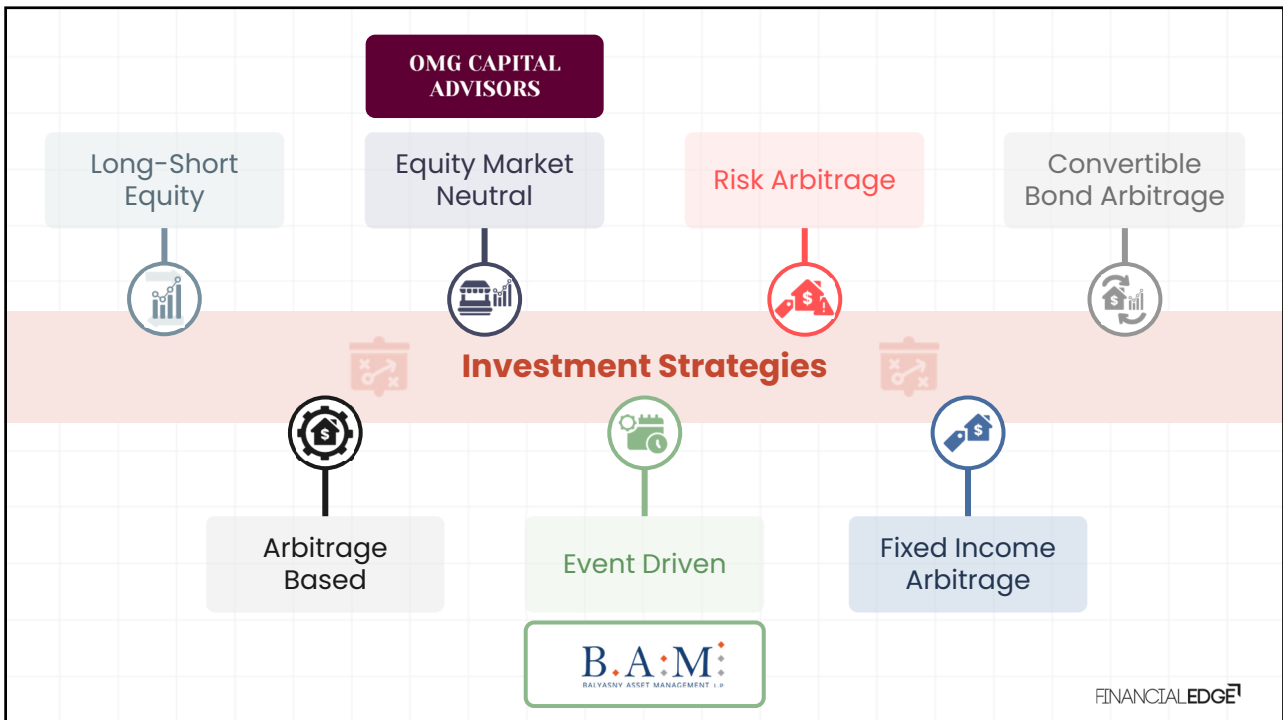 OMG CAPITAL
ADVISORS
Long-Short
Equity
Equity Market
Neutral
Risk Arbitrage
Convertible
Bond Arbitrage
Investment Strategies
Arbitrage
Based
Event Driven
Fixed Income
Arbitrage
B.A.M.
BALYASNY ASSET MANAGEMENT L.P.
FINANCIALEDGE